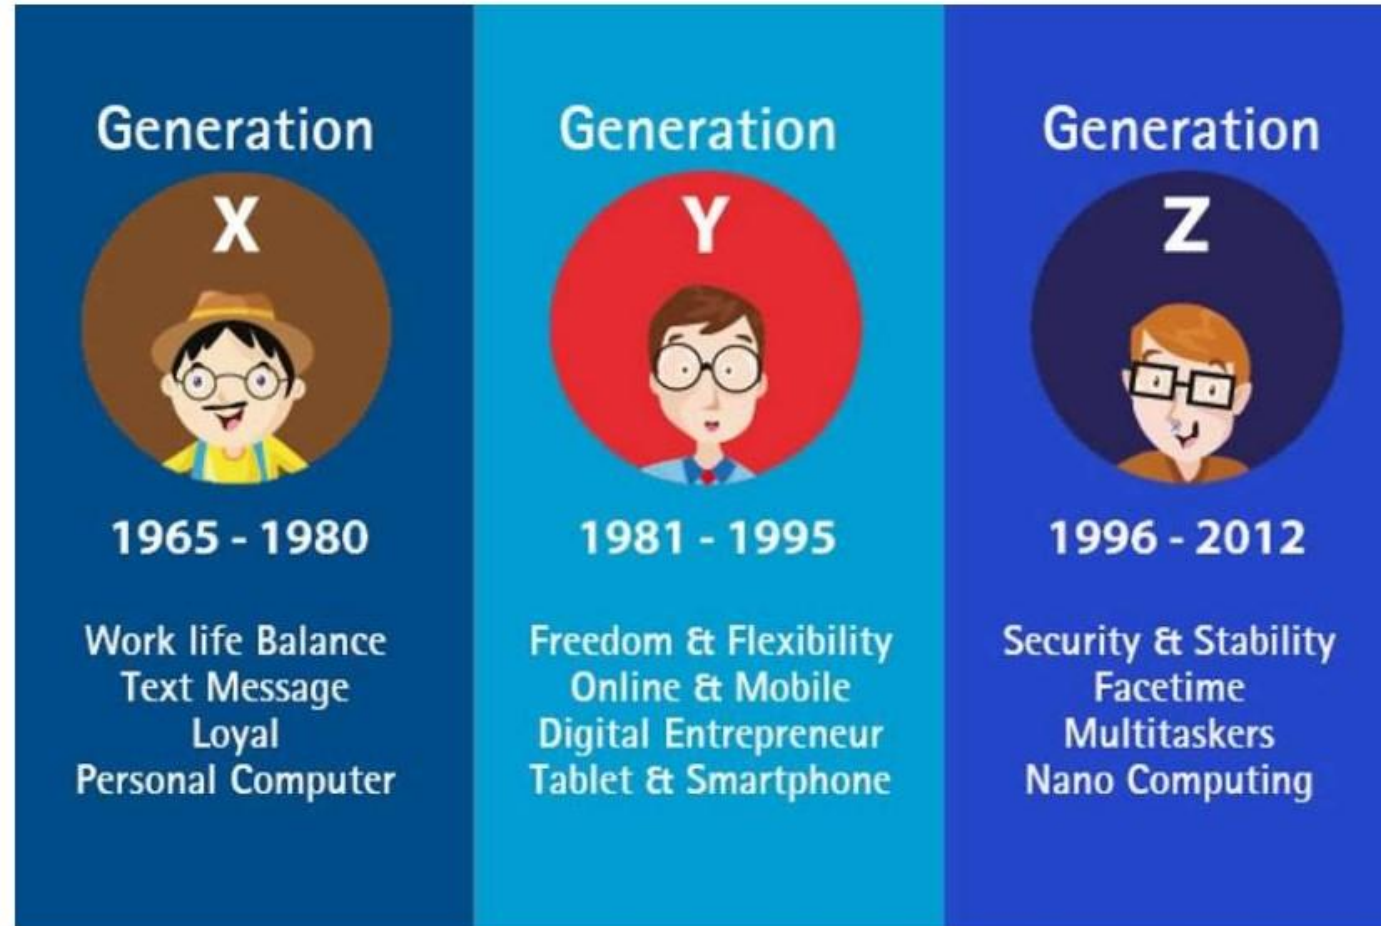 Generation
X
1965 - 1980
Work life Balance
Text Message
Loyal
Personal Computer
Generation
Y
1981 - 1995
Freedom & Flexibility
Online & Mobile
Digital Entrepreneur
Tablet & Smartphone
Generation
Z
1996 - 2012
Security & Stability
Facetime
Multitaskers
Nano Computing